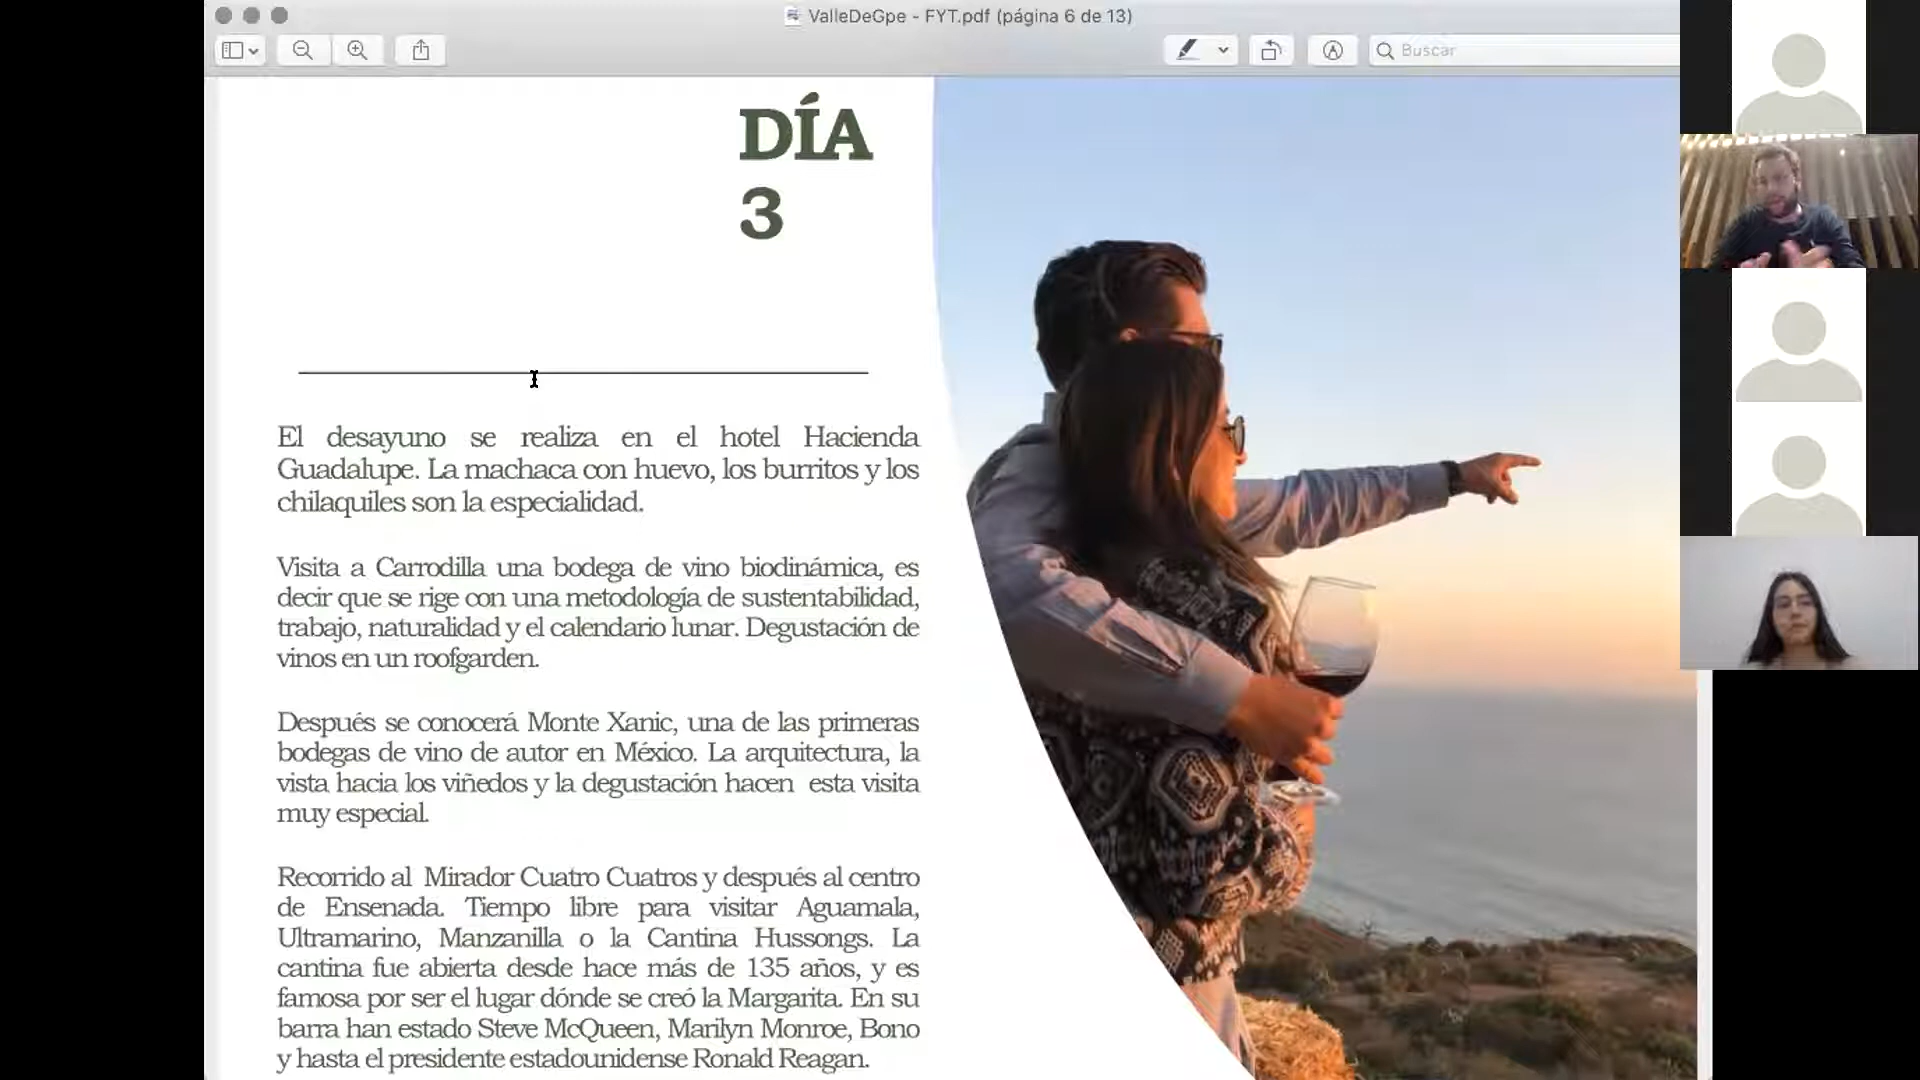 ValleDeGpe - FYT.pdf (página 6 de 13)
Buscar
DÍA
3
El desayuno se realiza en el hotel Hacienda
Guadalupe. La machaca con huevo, los burritos y los
chilaquiles son la especialidad.
Visita a Carrodilla una bodega de vino biodinámica, es
decir que se rige con una metodología de sustentabilidad,
trabajo, naturalidad y el calendario lunar. Degustación de
vinos en un roofgarden.
Después se conocerá Monte Xanic, una de las primeras
bodegas de vino de autor en México. La arquitectura, la
vista hacia los viñedos y la degustación hacen  esta visita
muy especial.
Recorrido al  Mirador Cuatro Cuatros y después al centro
de Ensenada. Tiempo libre para visitar Aguamala,
Ultramarino, Manzanilla o la Cantina Hussongs. La
cantina fue abierta desde hace más de 135 años, y es
famosa por ser el lugar dónde se creó la Margarita. En su
barra han estado Steve McQueen, Marilyn Monroe, Bono
y hasta el presidente estadounidense Ronald Reagan.